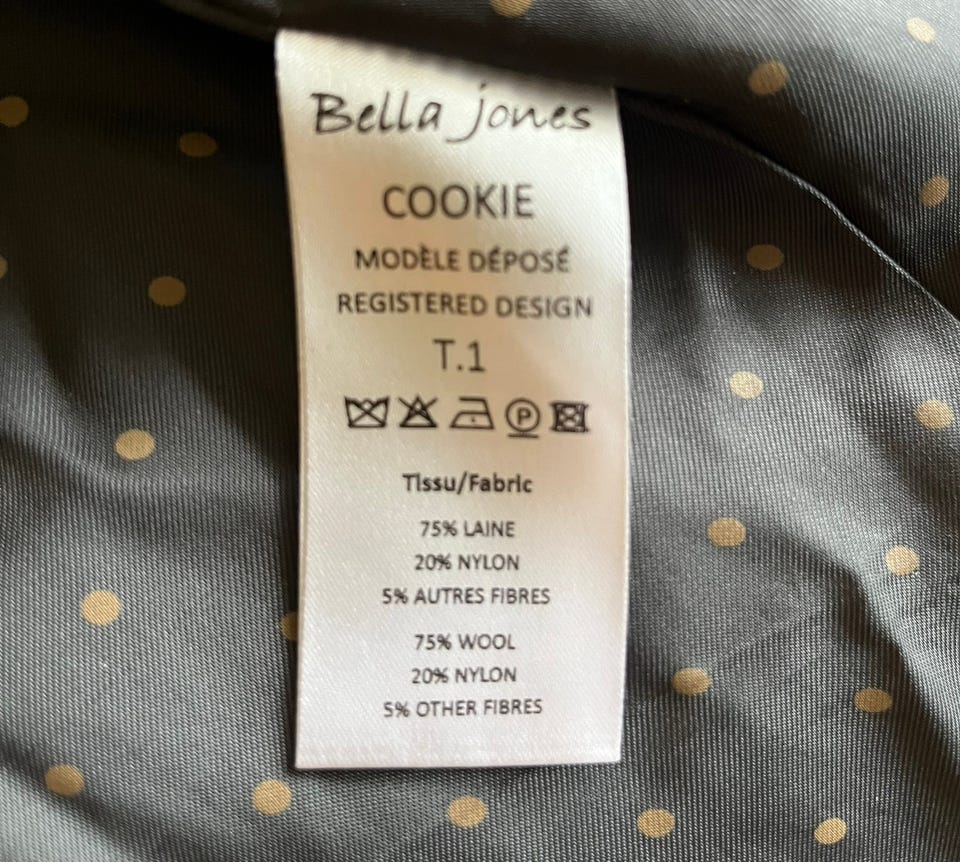 Bella jones
COOKIE
MODÈLE DÉPOSÉ
REGISTERED DESIGN
T.1
P
Tissu/Fabric
75% LAINE
20% NYLON
5% AUTRES FIBRES
75% WOOL
20% NYLON
5% OTHER FIBRES